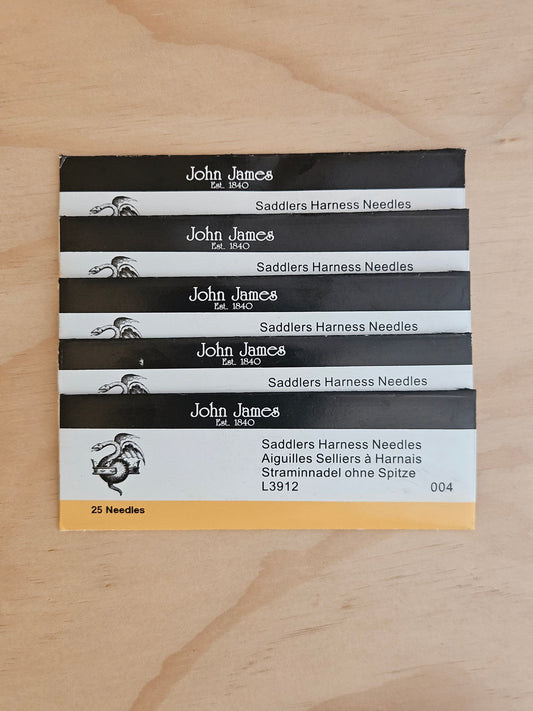 John James
Est. 1840
Saddlers Harness Needles
John James
Est. 1840
Saddlers Harness Needles
John James
Est. 1840
Saddlers Harness Needles
John James
Est. 1840
Saddlers Harness Needles
John James
Est. 1840
Saddlers Harness Needles
Aiguilles Selliers à Harnais
Straminnadel ohne Spitze
L3912 004
25 Needles